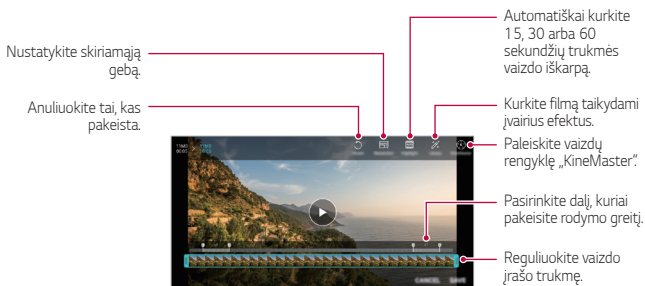 Nustatykite skiriamąją
gebą.
Anuliuokite tai, kas
pakeista.
Automatiškai kurkite
15, 30 arba 60
sekundžių trukmės
vaizdo iškarpą.
Kurkite filmą taikydami
įvairius efektus.
Paleiskite vaizdų
rengyklę „KineMaster“.
Pasirinkite dalį, kuriai
pakeisite rodymo greitį.
Reguliuokite vaizdo
įrašo trukmę.
CANCEL SAVE